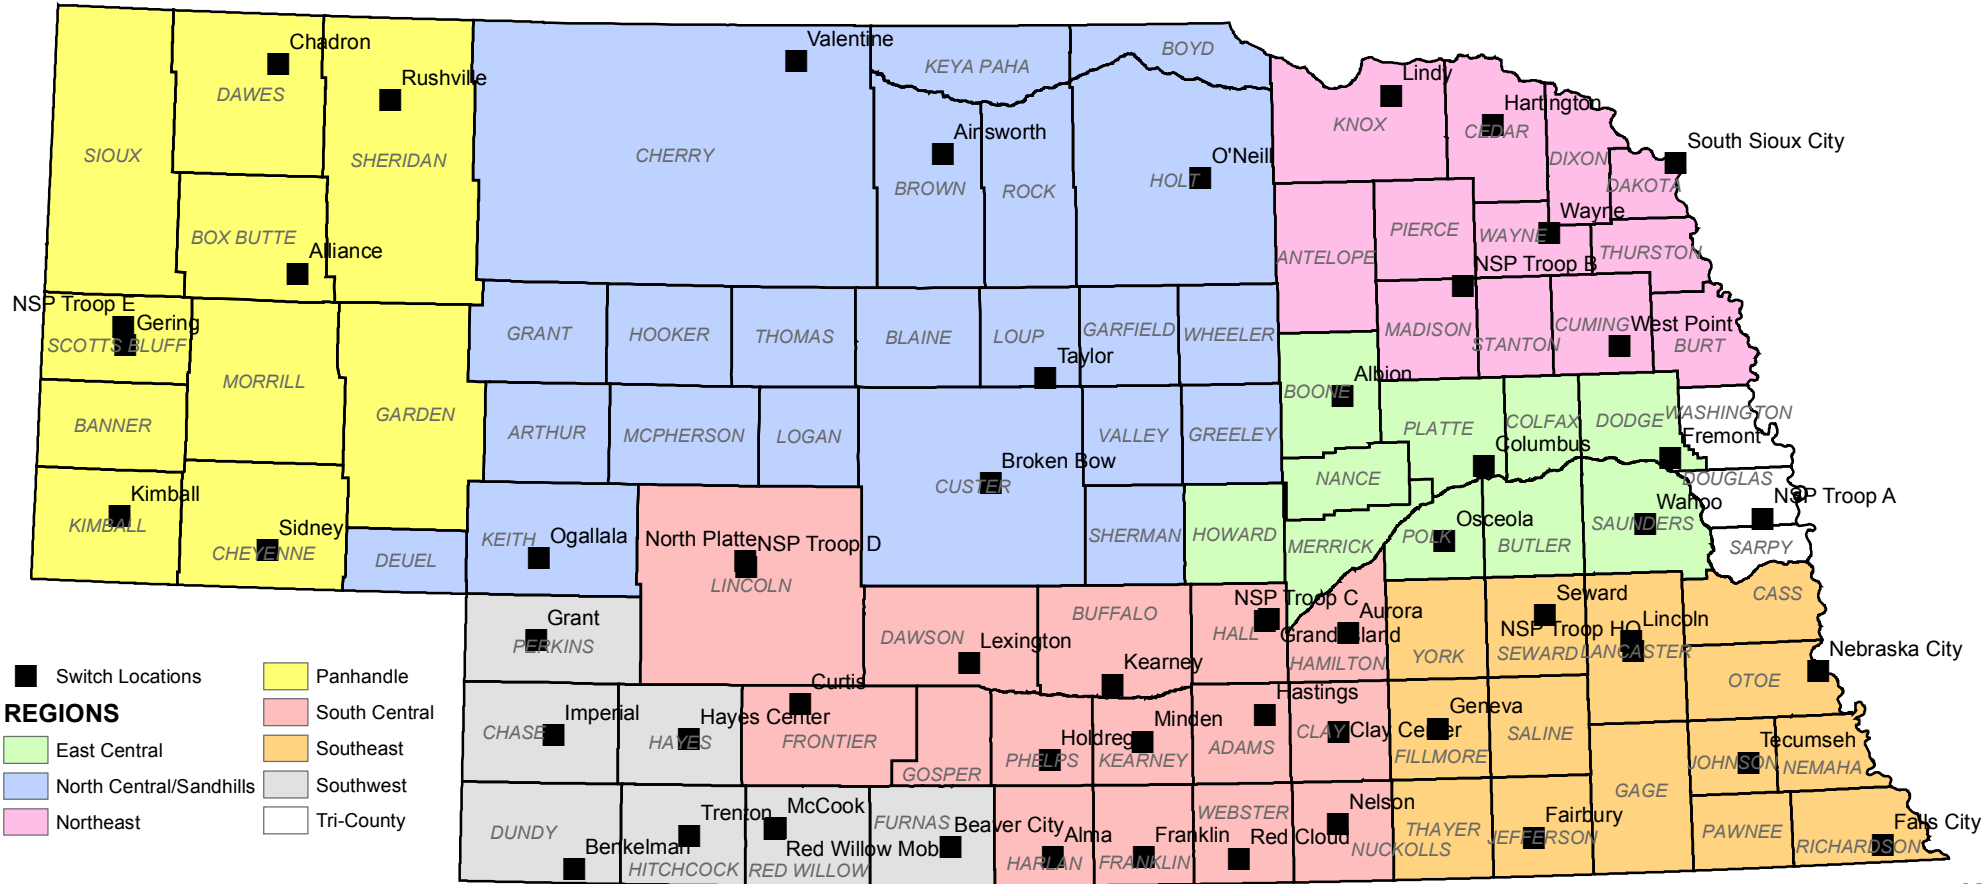 Chadron
Valentine
BOYD
KEYA PAHA
Rushville
Lindy
DAWES
Hartington
KNOX
CEDAR
Ainsworth
South Sioux City
SIOUX
SHERIDAN
CHERRY
O'Neill
DIXON
HOLT
BROWN
ROCK
DAKOTA
Wayne
BOX BUTTE
PIERCE
WAYNE
Alliance
ANTELOPE
THURSTON
NSP Troop B
NSP Troop E
Gering
SCOTTS BLUFF
GRANT
HOOKER
THOMAS
BLAINE
LOUP
GARFIELD
WHEELER
MADISON
STANTON
CUMING
West Point
BURT
Taylor
MORRILL
Albion
BOONE
GARDEN
WASHINGTON
BANNER
ARTHUR
MCPHERSON
LOGAN
VALLEY
GREELEY
PLATTE
COLFAX
DODGE
Fremont
Columbus
Broken Bow
CUSTER
NANCE
DOUGLAS
Kimball
KIMBALL
NSP Troop A
Wahoo
SAUNDERS
Sidney
CHEYENNE
Osceola
POLK
KEITH
Ogallala
North Platte
NSP Troop D
SHERMAN
HOWARD
MERRICK
BUTLER
SARPY
DEUEL
LINCOLN
CASS
Seward
NSP Troop C
Aurora
BUFFALO
Grant
PERKINS
DAWSON
Lexington
HALL
Grand Island
NSP Troop HQ
Lincoln
HAMILTON
YORK
SEWARD
LANCASTER
Nebraska City
Kearney
Switch Locations
Panhandle
OTOE
Curtis
Hastings
REGIONS
South Central
Imperial
Hayes Center
Minden
Geneva
CHASE
HAYES
FRONTIER
Holdrege
ADAMS
CLAY
Clay Center
SALINE
East Central
Southeast
PHELPS
KEARNEY
FILLMORE
Tecumseh
GOSPER
JOHNSON
NEMAHA
North Central/Sandhills
Southwest
GAGE
Northeast
Tri-County
DUNDY
Trenton
McCook
FURNAS
Beaver City
WEBSTER
Nelson
Fairbury
Falls City
Alma
Franklin
Red Cloud
THAYER
JEFFERSON
PAWNEE
Benkelman
Red Willow Mob
NUCKOLLS
RICHARDSON
HITCHCOCK
RED WILLOW
HARLAN
FRANKLIN